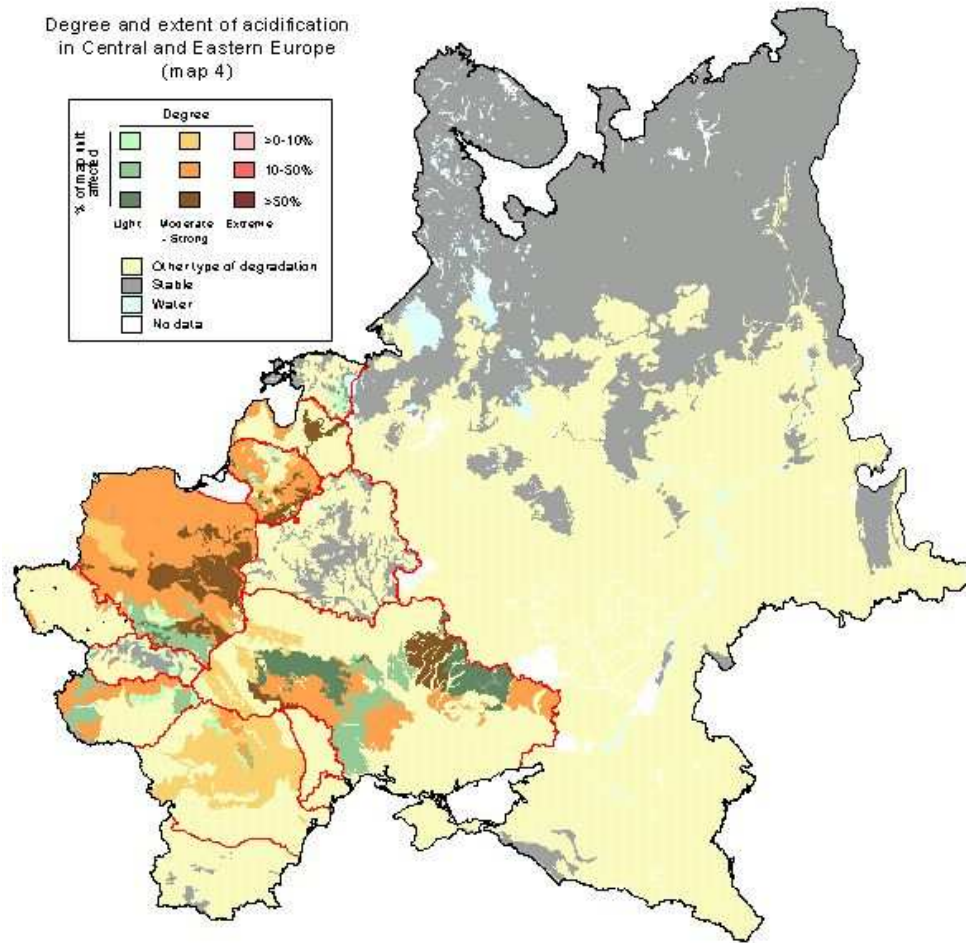 Degree and extent of acidification
in Central and Eastern Europe
(map 4)
Degree
% of map unit
affected
>0-10%
10-50%
>50%
Light
Moderate
- Strong
Extreme
Other type of degradation
Stable
Water
No data